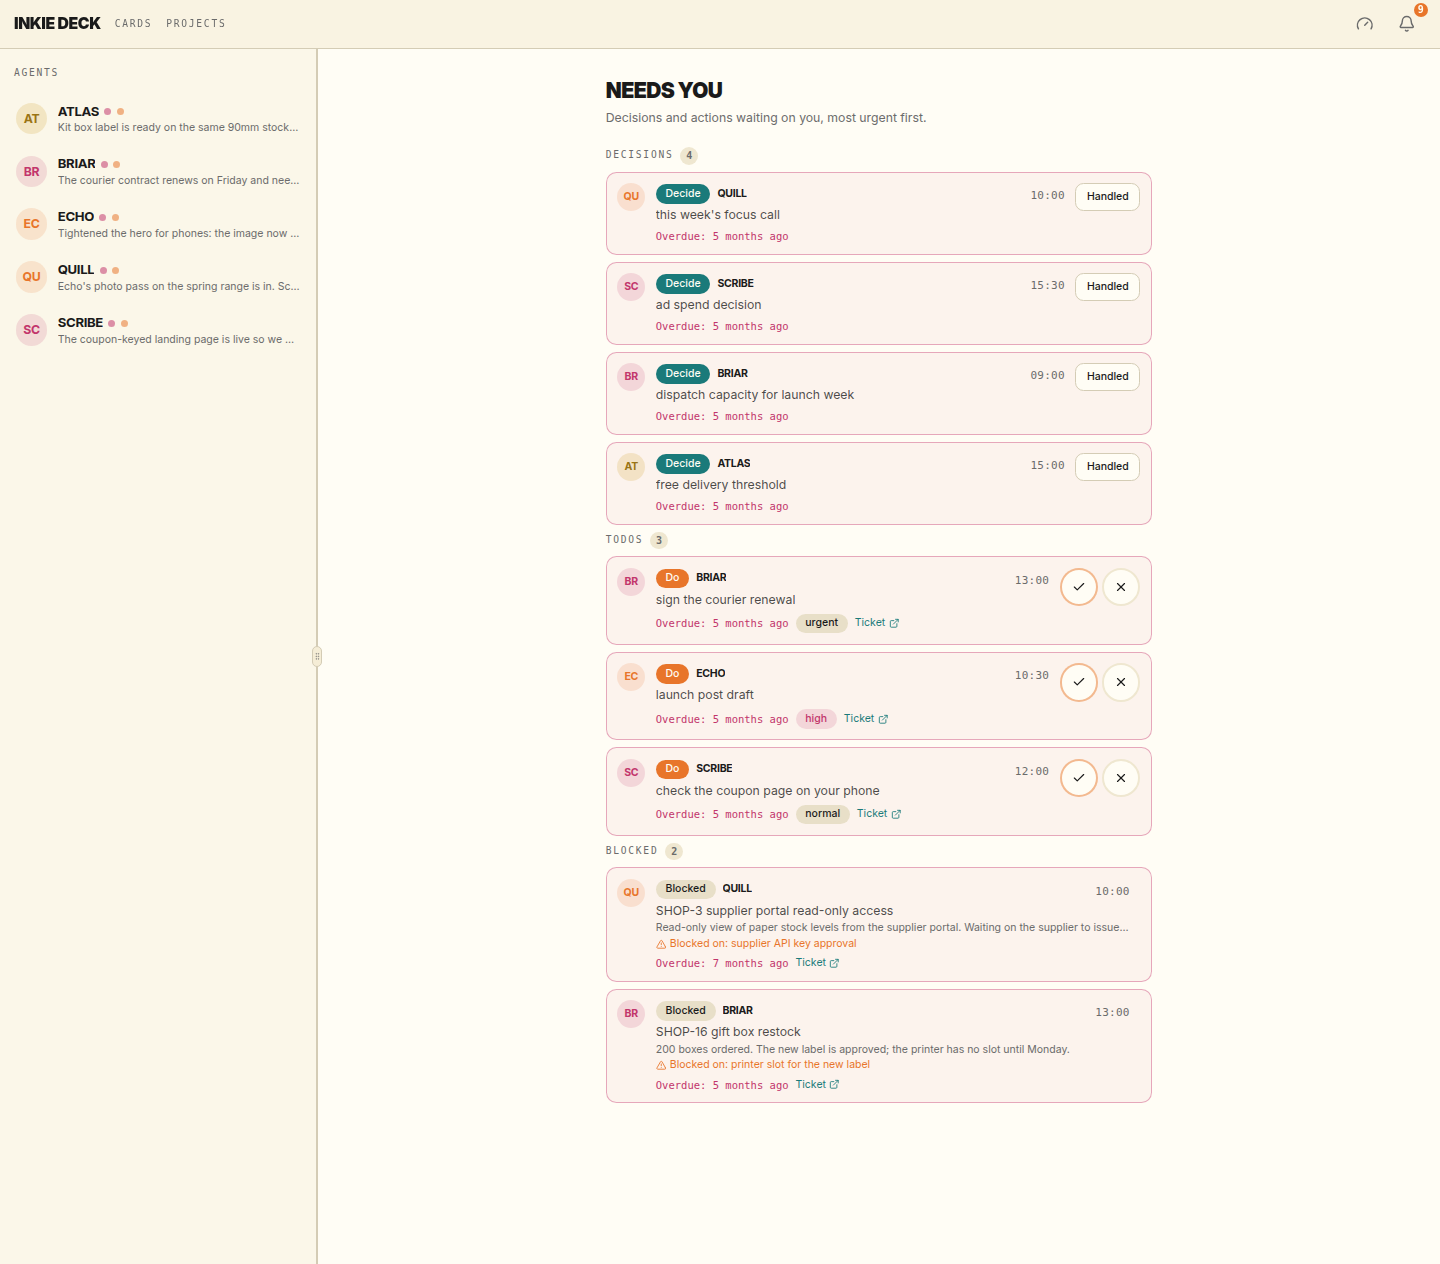 INKIE DECK CARDS PROJECTS
9
AGENTS
AT
ATLAS
Kit box label is ready on the same 90mm stock...
BR
BRIAR
The courier contract renews on Friday and nee...
EC
ECHO
Tightened the hero for phones: the image now ...
QU
QUILL
Echo's photo pass on the spring range is in. Sc...
SC
SCRIBE
The coupon-keyed landing page is live so we ...
NEEDS YOU
Decisions and actions waiting on you, most urgent first.
DECISIONS 4
QU Decide QUILL 10:00 Handled
this week's focus call
Overdue: 5 months ago
SC Decide SCRIBE 15:30 Handled
ad spend decision
Overdue: 5 months ago
BR Decide BRIAR 09:00 Handled
dispatch capacity for launch week
Overdue: 5 months ago
AT Decide ATLAS 15:00 Handled
free delivery threshold
Overdue: 5 months ago
TODOS 3
BR Do BRIAR 13:00
sign the courier renewal
Overdue: 5 months ago urgent Ticket
EC Do ECHO 10:30
launch post draft
Overdue: 5 months ago high Ticket
SC Do SCRIBE 12:00
check the coupon page on your phone
Overdue: 5 months ago normal Ticket
BLOCKED 2
QU Blocked QUILL 10:00
SHOP-3 supplier portal read-only access
Read-only view of paper stock levels from the supplier portal. Waiting on the supplier to issue...
Blocked on: supplier API key approval
Overdue: 7 months ago Ticket
BR Blocked BRIAR 13:00
SHOP-16 gift box restock
200 boxes ordered. The new label is approved; the printer has no slot until Monday.
Blocked on: printer slot for the new label
Overdue: 5 months ago Ticket